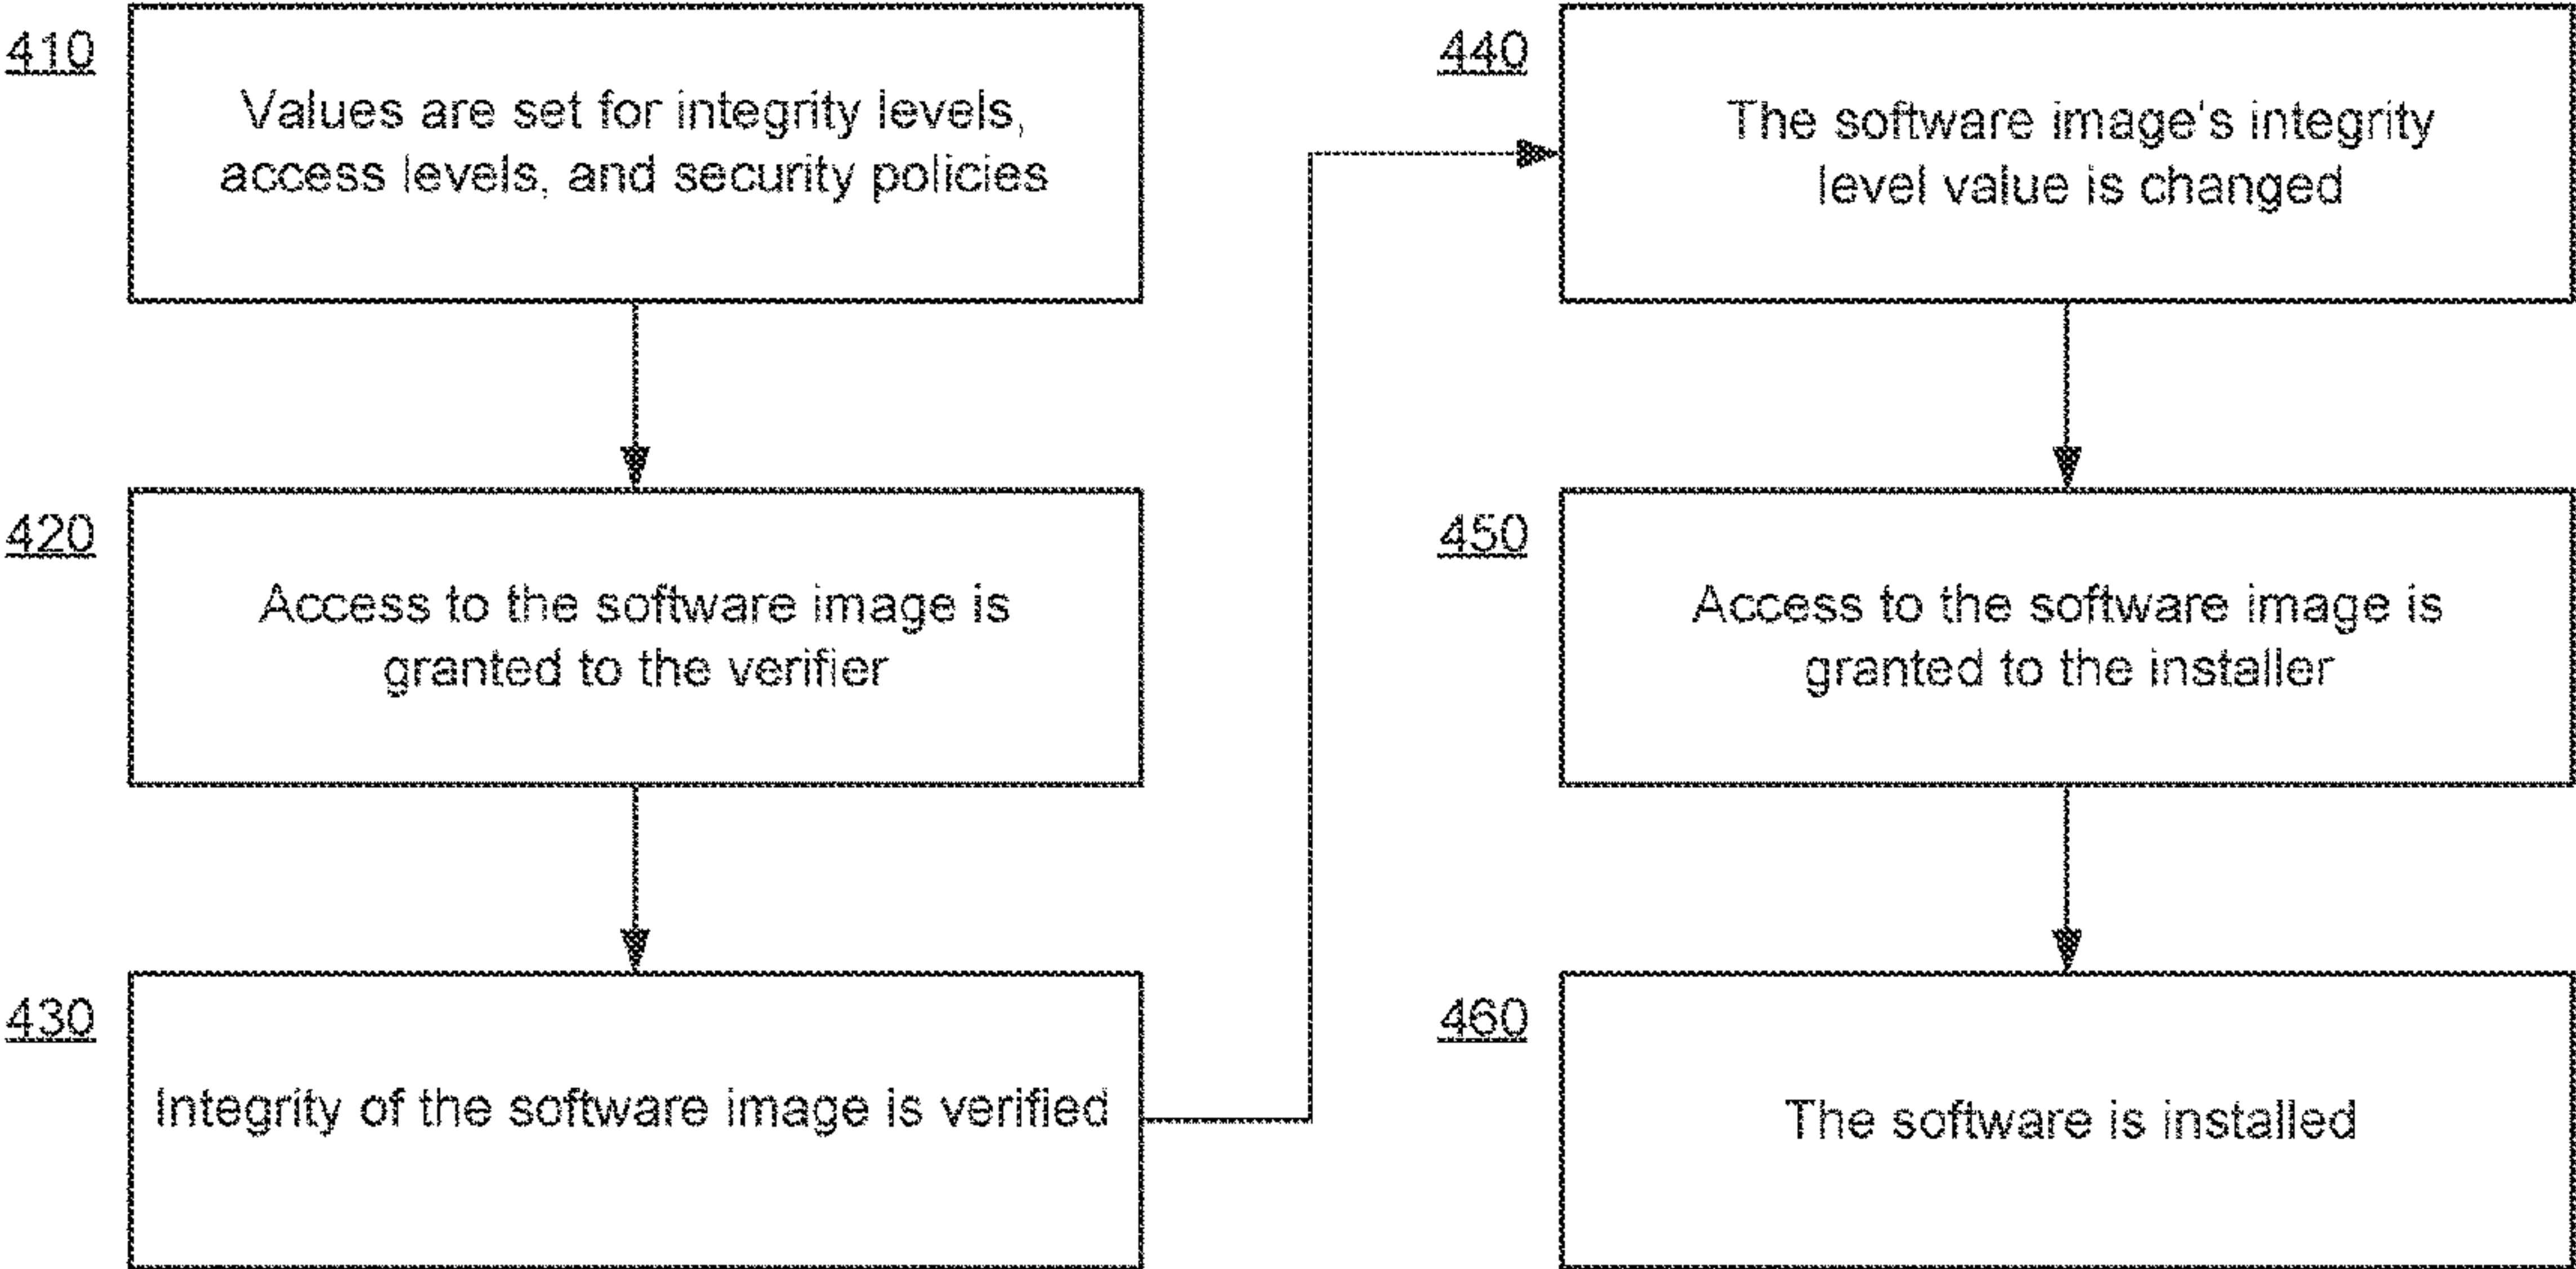 410
Values are set for integrity levels,
access levels, and security policies
420
Access to the software image is
granted to the verifier
430
Integrity of the software image is verified
440
The software image's integrity
level value is changed
450
Access to the software image is
granted to the installer
460
The software is installed